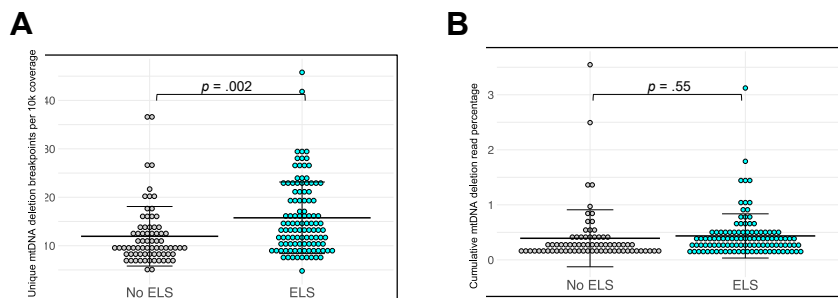 A
Unique mtDNA deletion breakpoints per 10k coverage
40
30
20
10
p = .002
No ELS
ELS
B
Cumulative mtDNA deletion read percentage
3
2
1
0
p = .55
No ELS
ELS